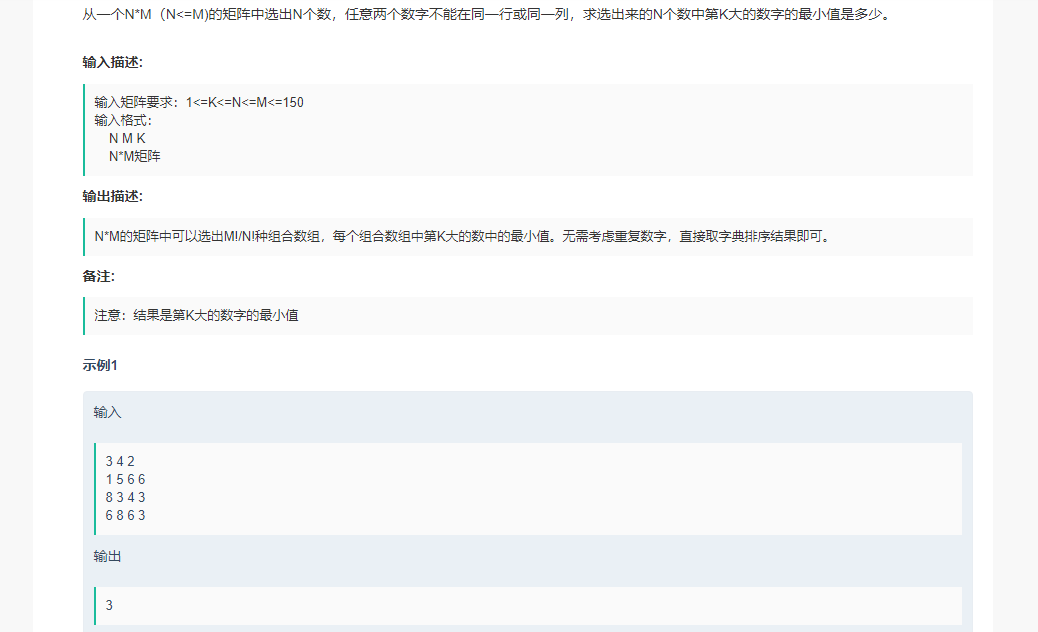 从一个N*M（N<=M)的矩阵中选出N个数，任意两个数字不能在同一行或同一列，求选出来的N个数中第K大的数字的最小值是多少。
输入描述:
输入矩阵要求：1<=K<=N<=M<=150
输入格式：
N M K
N*M矩阵
输出描述:
N*M的矩阵中可以选出M!/N!种组合数组，每个组合数组中第K大的数中的最小值。无需考虑重复数字，直接取字典排序结果即可。
备注:
注意：结果是第K大的数字的最小值
示例1
输入
3 4 2
1 5 6 6
8 3 4 3
6 8 6 3
输出
3